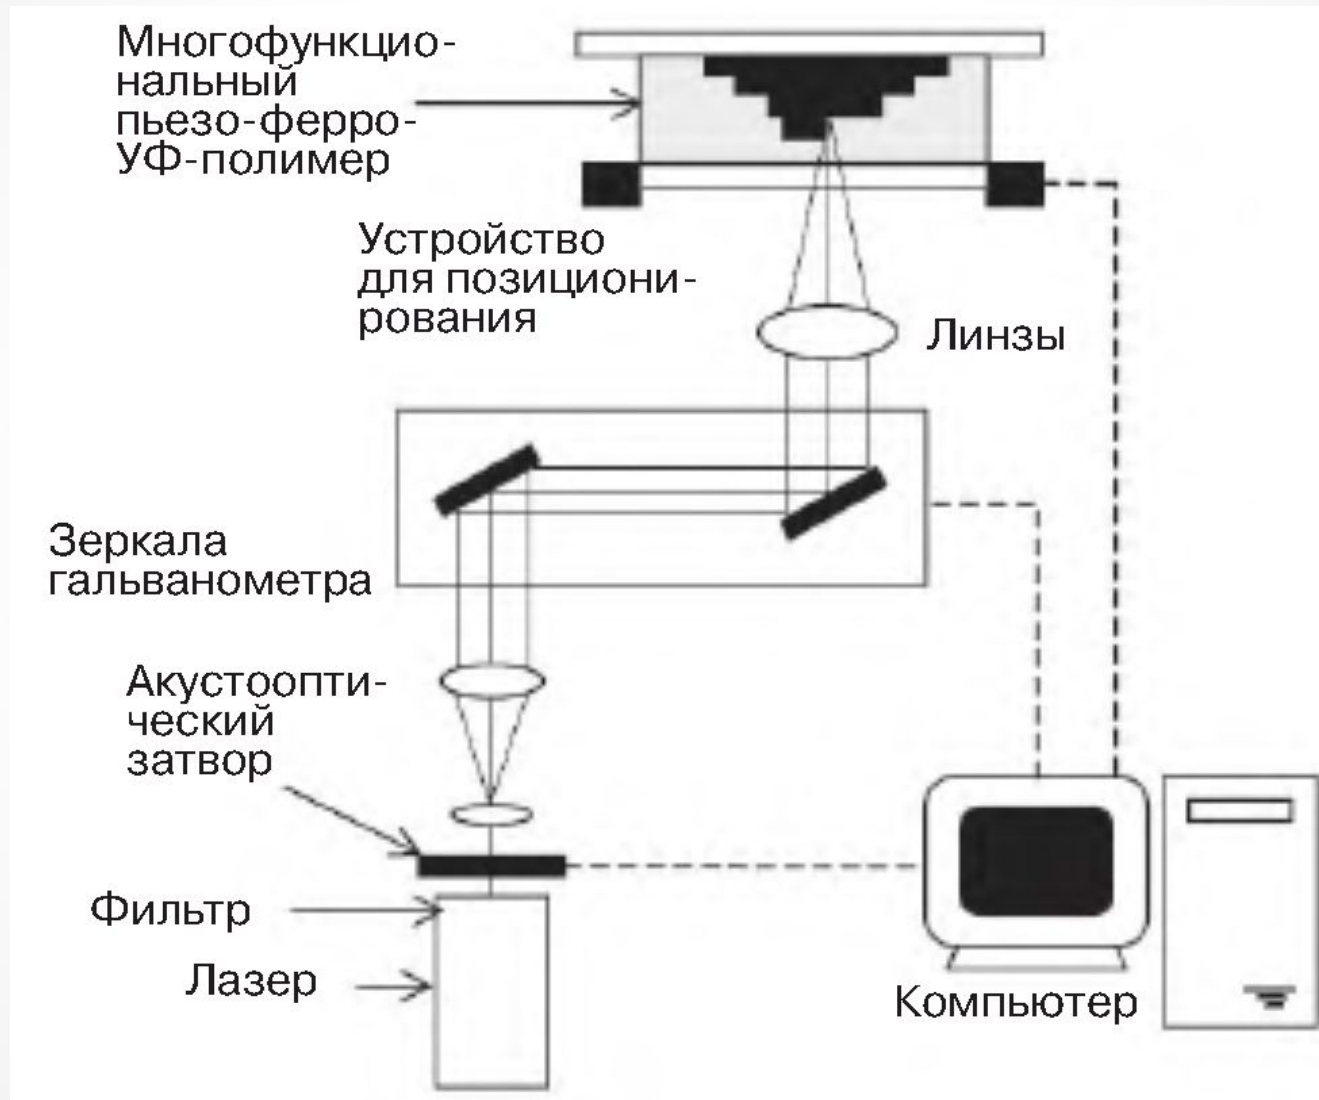 Многофункцио-
нальный
пьезо-ферро-
УФ-полимер
Устройство
для позициони-
рования
Линзы
Зеркала
гальванометра
Акустоопти-
ческий
затвор
Фильтр
Лазер
Компьютер